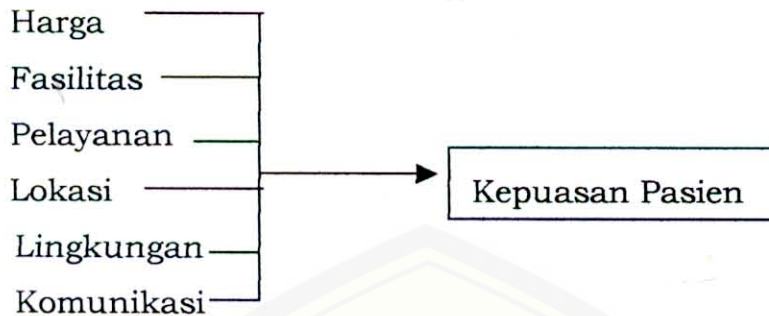 Harga
Fasilitas
Pelayanan
Lokasi
Lingkungan
Komunikasi
Kepuasan Pasien